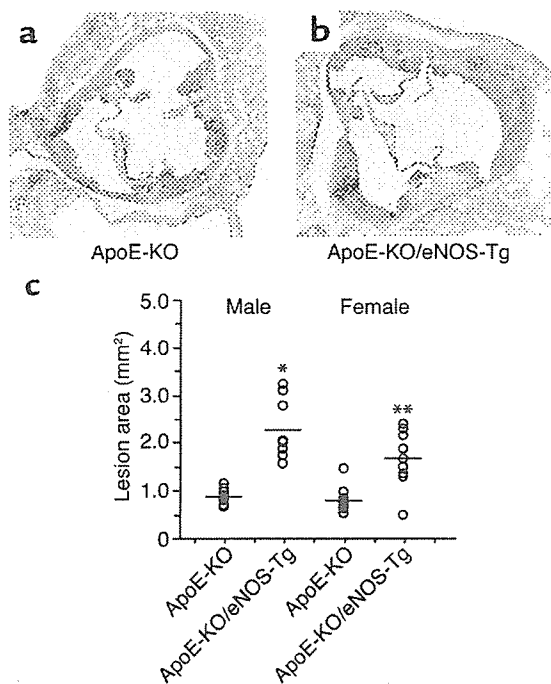 a
b
ApoE-KO
ApoE-KO/eNOS-Tg
c
Male
Female
Lesion area (mm²)
5.0
4.0
3.0
2.0
1.0
0
*
**
ApoE-KO
ApoE-KO/eNOS-Tg
ApoE-KO
ApoE-KO/eNOS-Tg